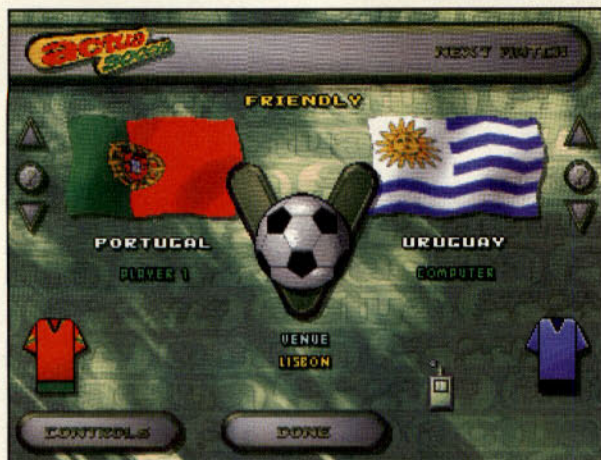 actua
soccer
NEXT MATCH
FRIENDLY
PORTUGAL
URUGUAY
PLAYER 1
COMPUTER
VENUE
LISBON
CONTROLS
DONE